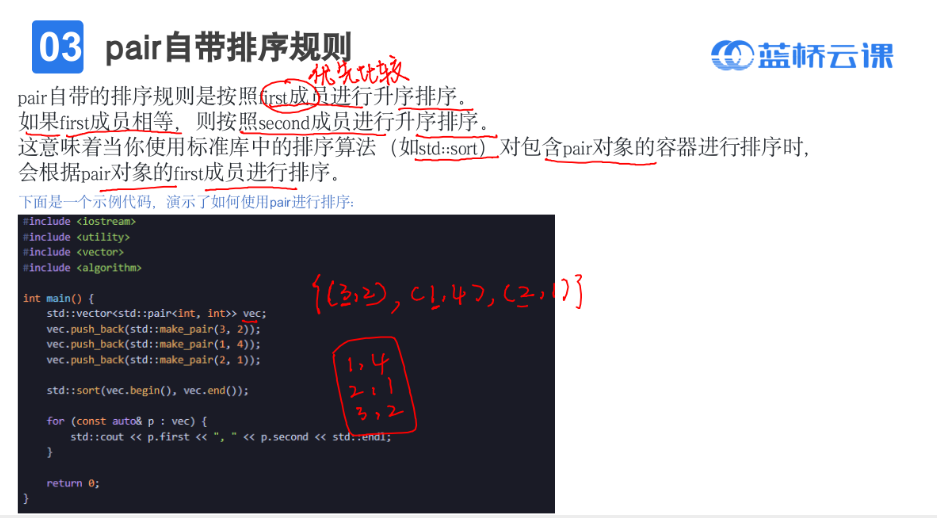 03 pair自带排序规则
蓝桥云课
优先比较
pair自带的排序规则是按照first成员进行升序排序。
如果first成员相等，则按照second成员进行升序排序。
这意味着当你使用标准库中的排序算法（如std::sort）对包含pair对象的容器进行排序时，
会根据pair对象的first成员进行排序。
下面是一个示例代码，演示了如何使用pair进行排序:
#include <iostream>
#include <utility>
#include <vector>
#include <algorithm>
int main() {
std::vector<std::pair<int, int>> vec;
vec.push_back(std::make_pair(3, 2));
vec.push_back(std::make_pair(1, 4));
vec.push_back(std::make_pair(2, 1));
std::sort(vec.begin(), vec.end());
for (const auto& p : vec) {
std::cout << p.first << ", " << p.second << std::endl;
}
return 0;
}
{(3,2), (1,4), (2,1)}
1,4
2,1
3,2